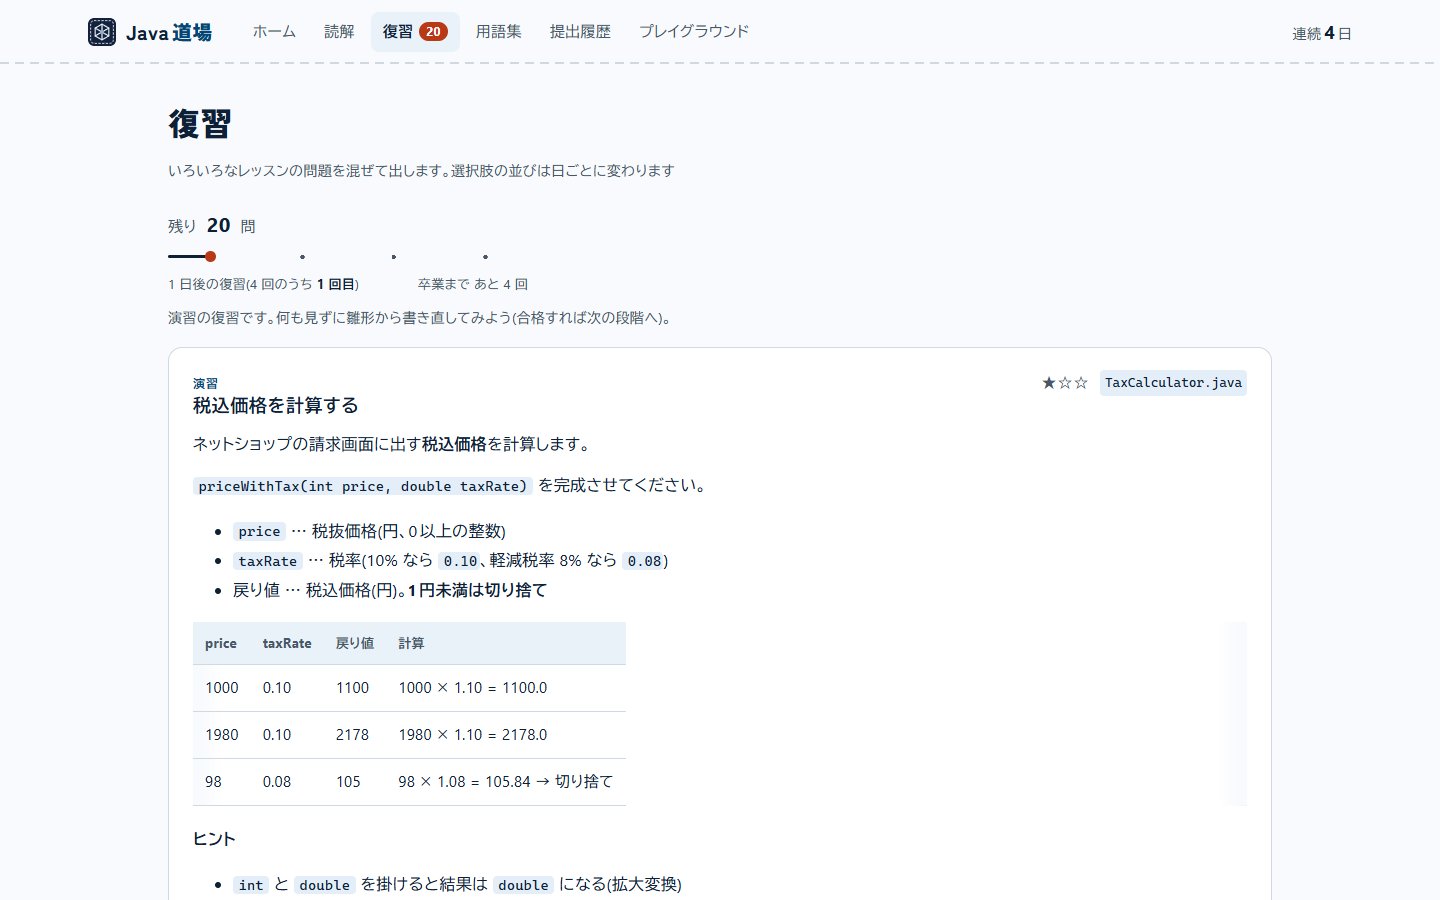 Java 道場 ホーム 読解 復習 20 用語集 提出履歴 プレイグラウンド 連続 4 日
復習
いろいろなレッスンの問題を混ぜて出します。選択肢の並びは日ごとに変わります
残り 20 問
1 日後の復習(4 回のうち 1 回目) 卒業まで あと 4 回
演習の復習です。何も見ずに雛形から書き直してみよう(合格すれば次の段階へ)。
演習 ★☆☆ TaxCalculator.java
税込価格を計算する
ネットショップの請求画面に出す税込価格を計算します。
priceWithTax(int price, double taxRate) を完成させてください。
• price … 税抜価格(円、0 以上の整数)
• taxRate … 税率(10% なら 0.10、軽減税率 8% なら 0.08)
• 戻り値 … 税込価格(円)。1 円未満は切り捨て
price taxRate 戻り値 計算
1000 0.10 1100 1000 × 1.10 = 1100.0
1980 0.10 2178 1980 × 1.10 = 2178.0
98 0.08 105 98 × 1.08 = 105.84 → 切り捨て
ヒント
• int と double を掛けると結果は double になる(拡大変換)